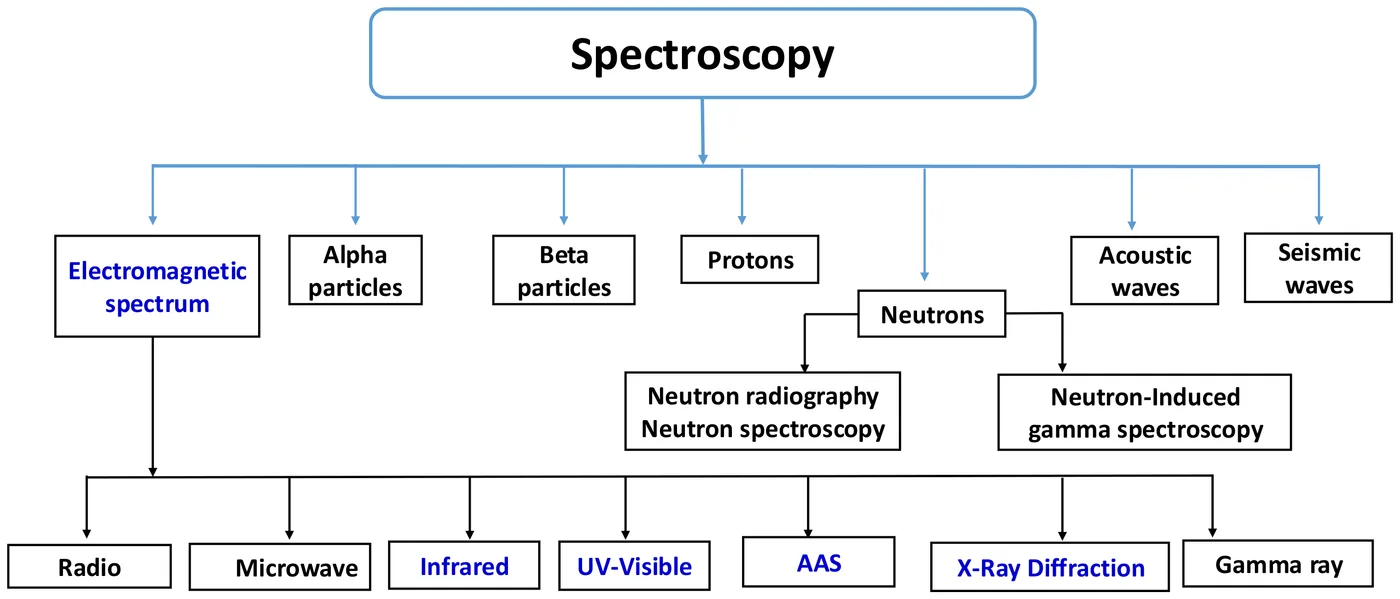 Spectroscopy
Electromagnetic
spectrum
Alpha
particles
Beta
particles
Protons
Neutrons
Acoustic
waves
Seismic
waves
Neutron radiography
Neutron spectroscopy
Neutron-Induced
gamma spectroscopy
Radio
Microwave
Infrared
UV-Visible
AAS
X-Ray Diffraction
Gamma ray